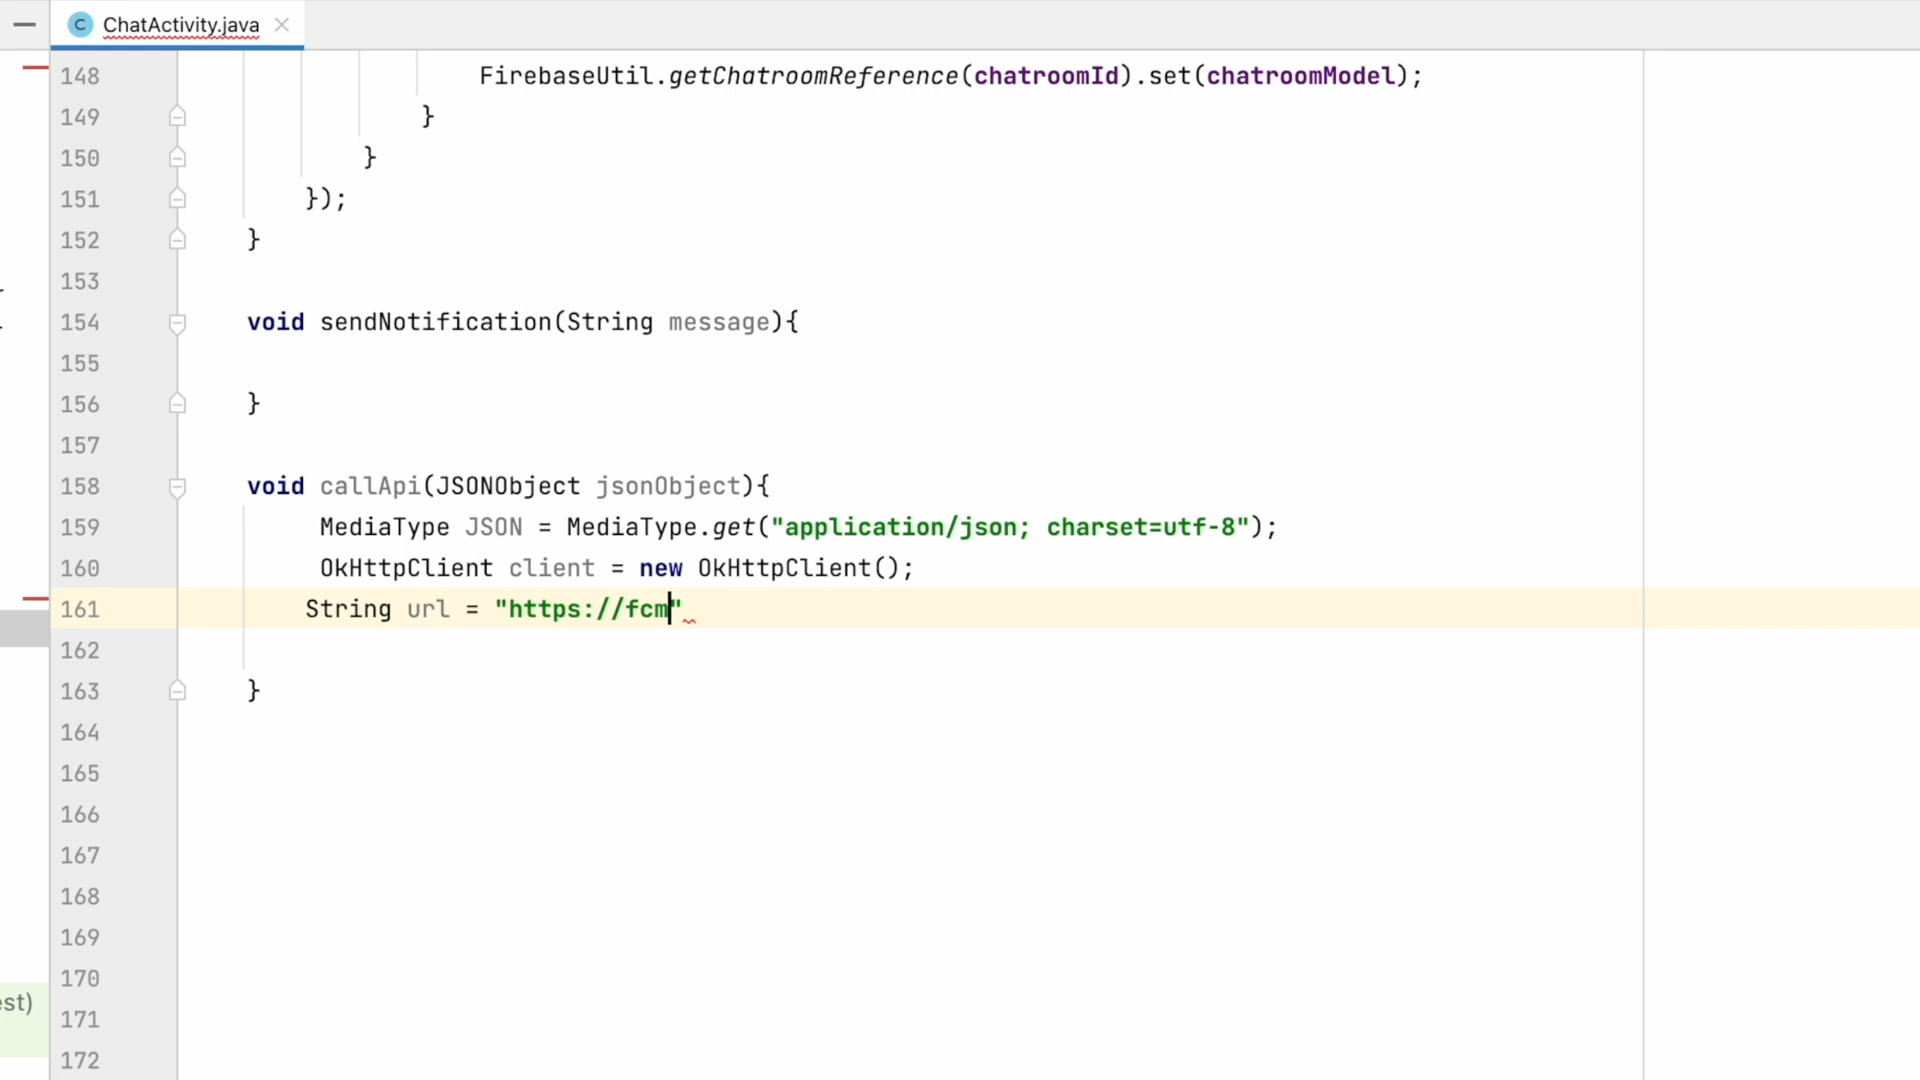 C ChatActivity.java
148 FirebaseUtil.getChatroomReference(chatroomId).set(chatroomModel);
149 }
150 }
151 });
152 }
153
154 void sendNotification(String message){
155
156 }
157
158 void callApi(JSONObject jsonObject){
159 MediaType JSON = MediaType.get("application/json; charset=utf-8");
160 OkHttpClient client = new OkHttpClient();
161 String url = "https://fcm"
162
163 }
164
165
166
167
168
169
170
est)
171
172